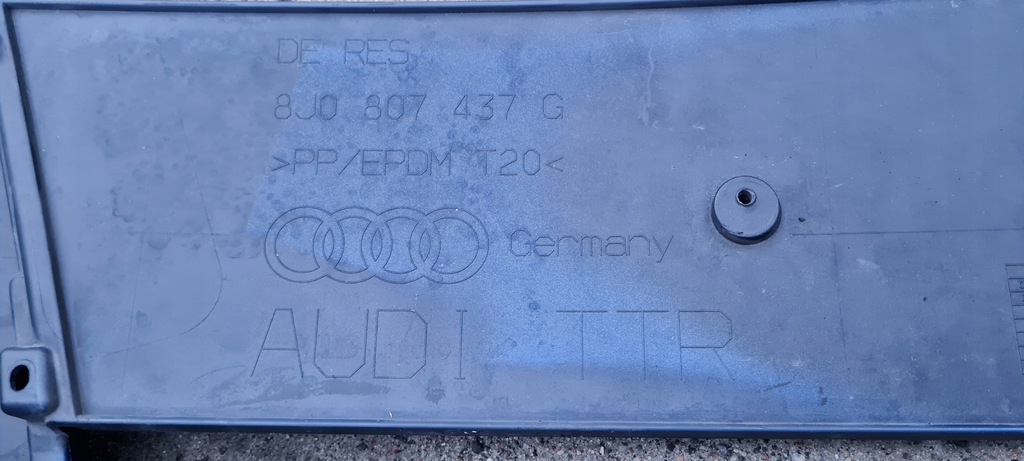 DE RES
8J0 807 437 G
>PP/EPDM T20<
Germany
AUDI TTR